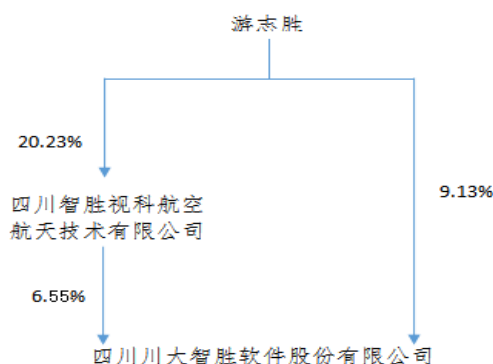 游志胜
20.23%
四川智胜视科航空
航天技术有限公司
9.13%
6.55%
四川川大智胜软件股份有限公司